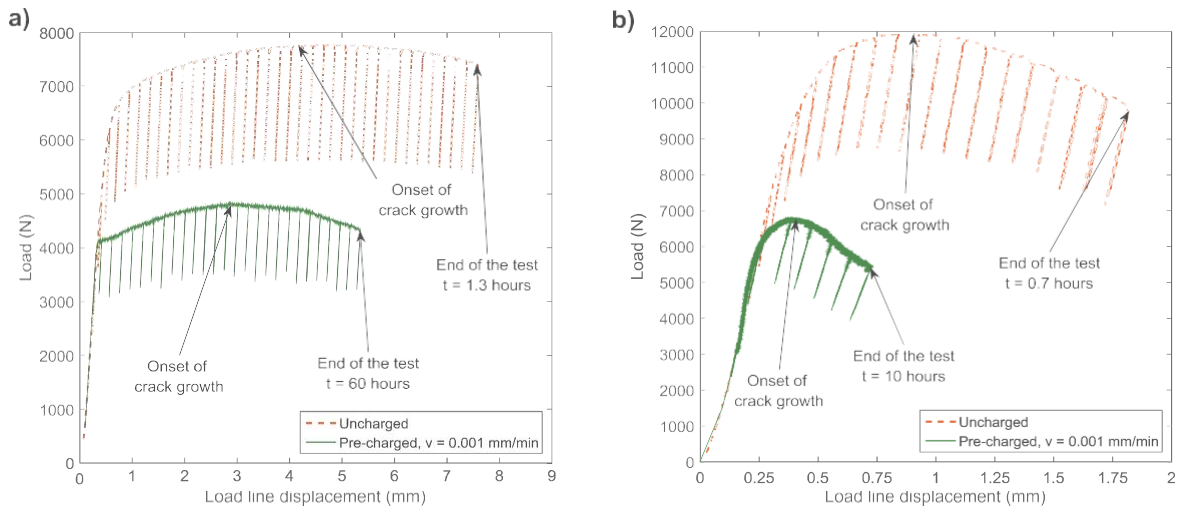 a)
8000
7000
6000
5000
4000
3000
2000
1000
0
Load (N)
0 1 2 3 4 5 6 7 8 9
Load line displacement (mm)
Onset of
crack growth
End of the test
t = 1.3 hours
Onset of
crack growth
End of the test
t = 60 hours
Uncharged
Pre-charged, v = 0.001 mm/min
b)
12000
11000
10000
9000
8000
7000
6000
5000
4000
3000
2000
1000
0
Load (N)
0 0.25 0.5 0.75 1 1.25 1.5 1.75 2
Load line displacement (mm)
Onset of
crack growth
End of the test
t = 0.7 hours
Onset of
crack growth
End of the test
t = 10 hours
Uncharged
Pre-charged, v = 0.001 mm/min